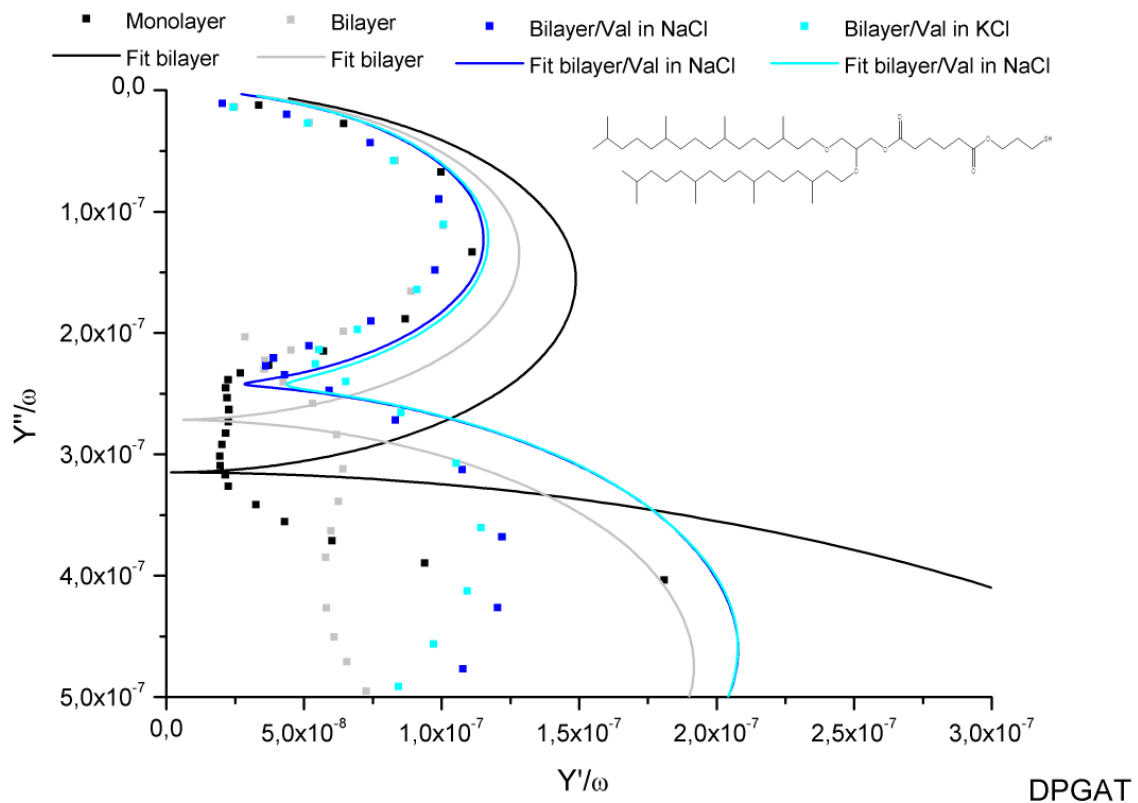 Monolayer Bilayer Bilayer/Val in NaCl Bilayer/Val in KCl
Fit bilayer Fit bilayer Fit bilayer/Val in NaCl Fit bilayer/Val in NaCl
0,0
1,0x10⁻⁷
2,0x10⁻⁷
3,0x10⁻⁷
4,0x10⁻⁷
5,0x10⁻⁷
Y''/ω
O O O O O O SH
0,0 5,0x10⁻⁸ 1,0x10⁻⁷ 1,5x10⁻⁷ 2,0x10⁻⁷ 2,5x10⁻⁷ 3,0x10⁻⁷
Y'/ω
DPGAT